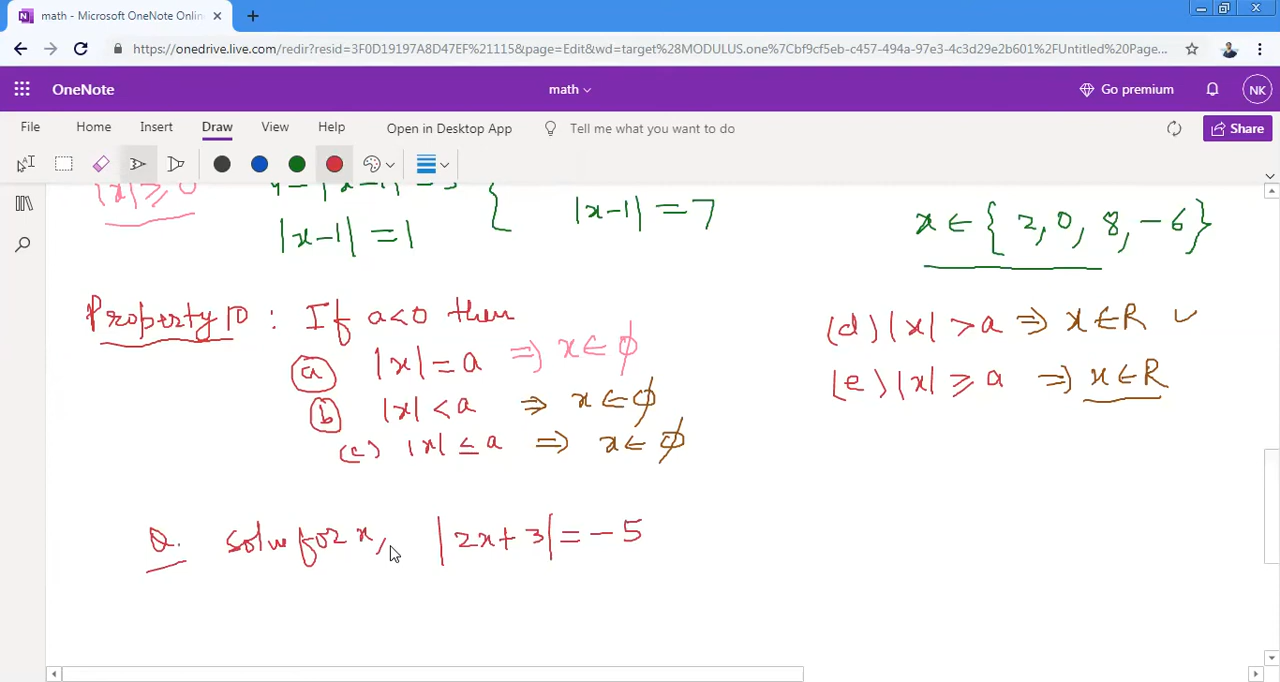 math - Microsoft OneNote Onlin
https://onedrive.live.com/redir?resid=3F0D19197A8D47EF%21115&page=Edit&wd=target%28MODULUS.one%7Cbf9cf5eb-c457-494a-97e3-4c3d29e2b601%2FUntitled%20Page...
OneNote
math
Go premium
NK
File Home Insert Draw View Help Open in Desktop App Tell me what you want to do Share
|x| ≥ 0
|x-1| = 1
|x-1| = 7
x ∈ { 2, 0, 8, -6}
Property 10 : If a<0 then
(a) |x| = a ⇒ x ∈ ϕ
(b) |x| < a ⇒ x ∈ ϕ
(c) |x| ≤ a ⇒ x ∈ ϕ
(d) |x| > a ⇒ x ∈ R ✓
(e) |x| ≥ a ⇒ x ∈ R
Q. solve for x, |2x+3| = -5